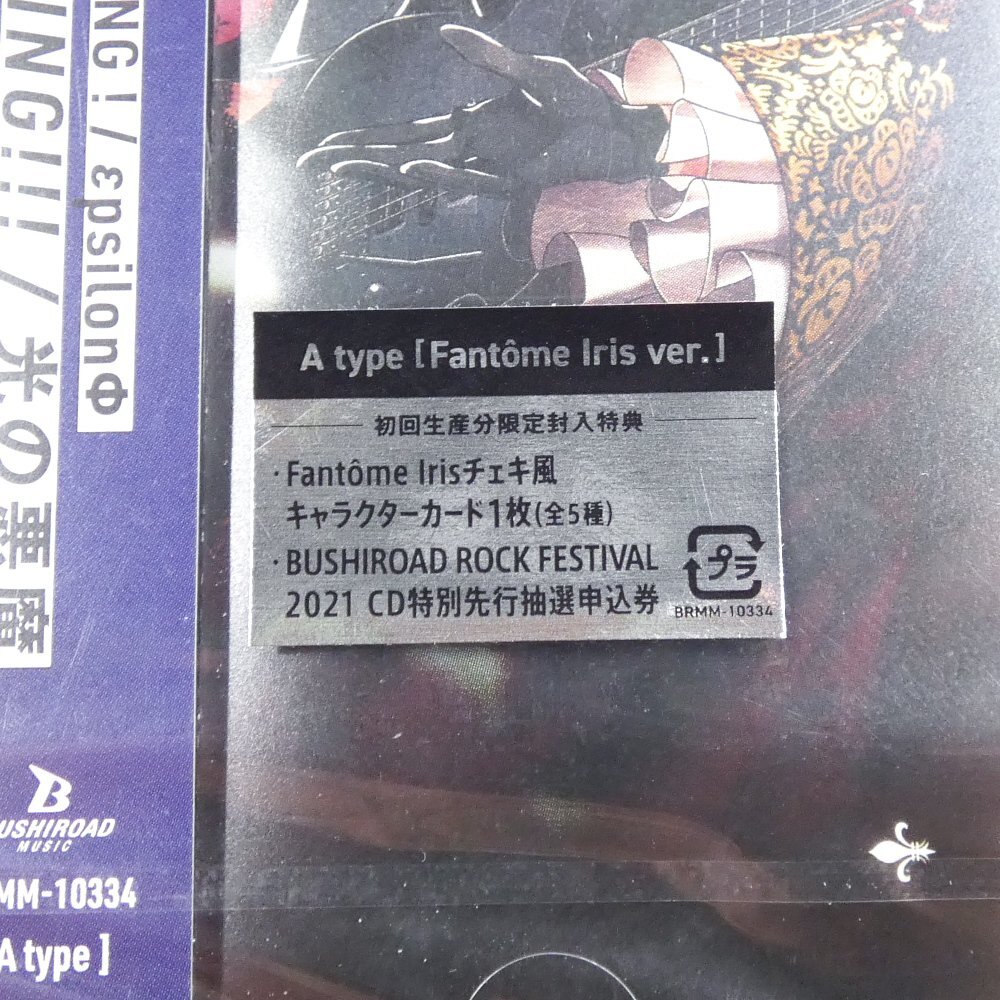 NG! / εpsilonΦ
ING!!! / 光の悪魔
A type [Fantôme Iris ver.]
初回生産分限定封入特典
・Fantôme Irisチェキ風
キャラクターカード1枚(全5種)
・BUSHIROAD ROCK FESTIVAL
2021 CD特別先行抽選申込券
プラ
BRMM-10334
B
USHIROAD
MUSIC
MM-10334
A type ]